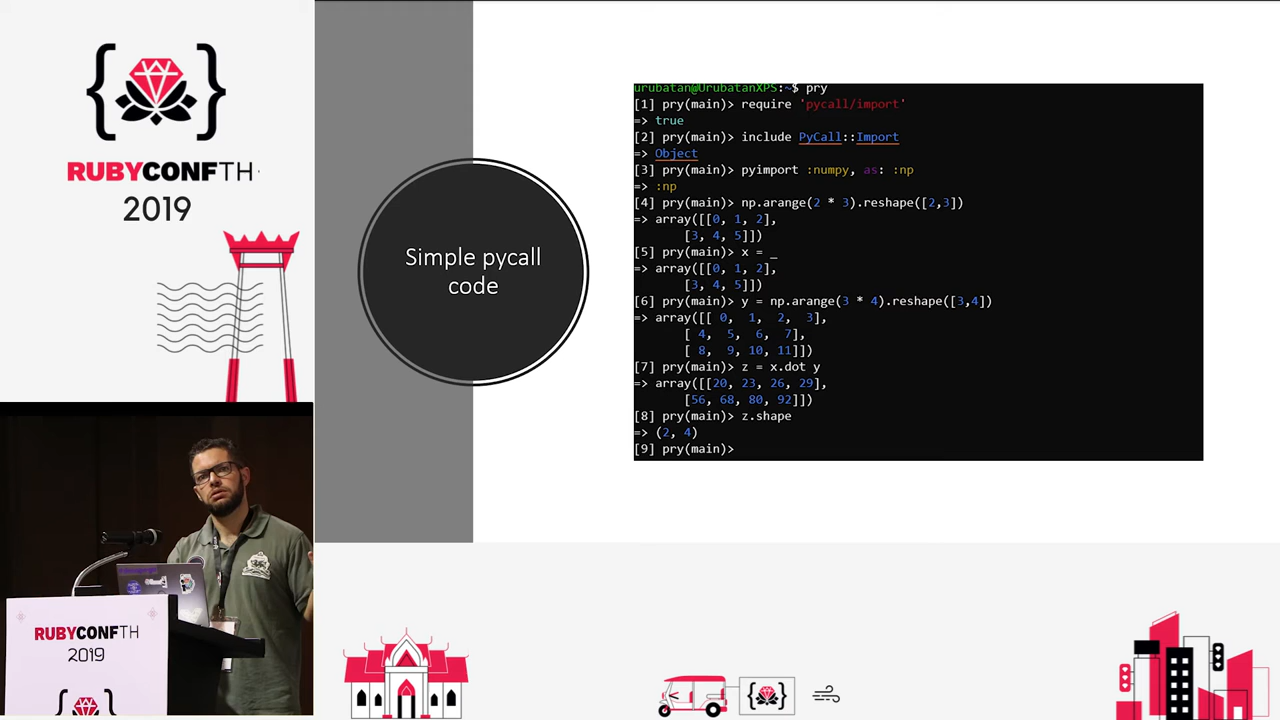 RUBYCONFTH
2019
Simple pycall
code
urubatan@UrubatanXPS:~$ pry
[1] pry(main)> require 'pycall/import'
=> true
[2] pry(main)> include PyCall::Import
=> Object
[3] pry(main)> pyimport :numpy, as: :np
=> :np
[4] pry(main)> np.arange(2 * 3).reshape([2,3])
=> array([[0, 1, 2],
[3, 4, 5]])
[5] pry(main)> x = _
=> array([[0, 1, 2],
[3, 4, 5]])
[6] pry(main)> y = np.arange(3 * 4).reshape([3,4])
=> array([[ 0, 1, 2, 3],
[ 4, 5, 6, 7],
[ 8, 9, 10, 11]])
[7] pry(main)> z = x.dot y
=> array([[20, 23, 26, 29],
[56, 68, 80, 92]])
[8] pry(main)> z.shape
=> (2, 4)
[9] pry(main)>
RUBYCONFTH
2019